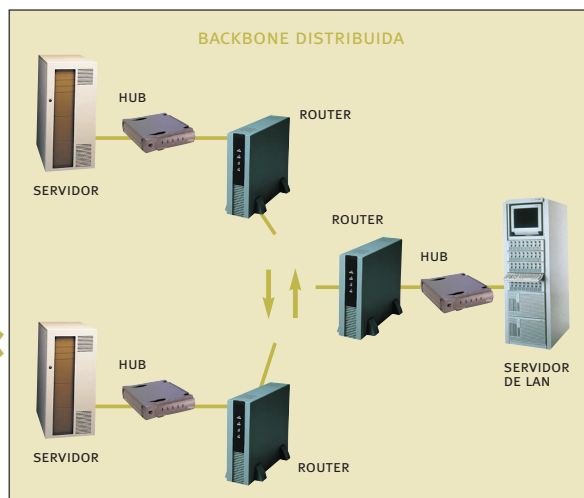 BACKBONE DISTRIBUIDA
HUB
ROUTER
SERVIDOR
ROUTER
HUB
HUB
SERVIDOR
DE LAN
SERVIDOR
ROUTER